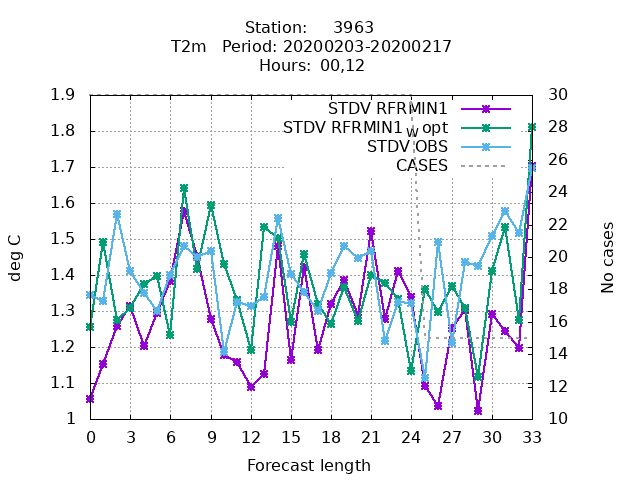 Station: 3963
T2m Period: 20200203-20200217
Hours: 00,12
STDV RFRMIN1
STDV RFRMIN1_w opt
STDV OBS
CASES
deg C
No cases
1.9
1.8
1.7
1.6
1.5
1.4
1.3
1.2
1.1
1
30
28
26
24
22
20
18
16
14
12
10
0 3 6 9 12 15 18 21 24 27 30 33
Forecast length